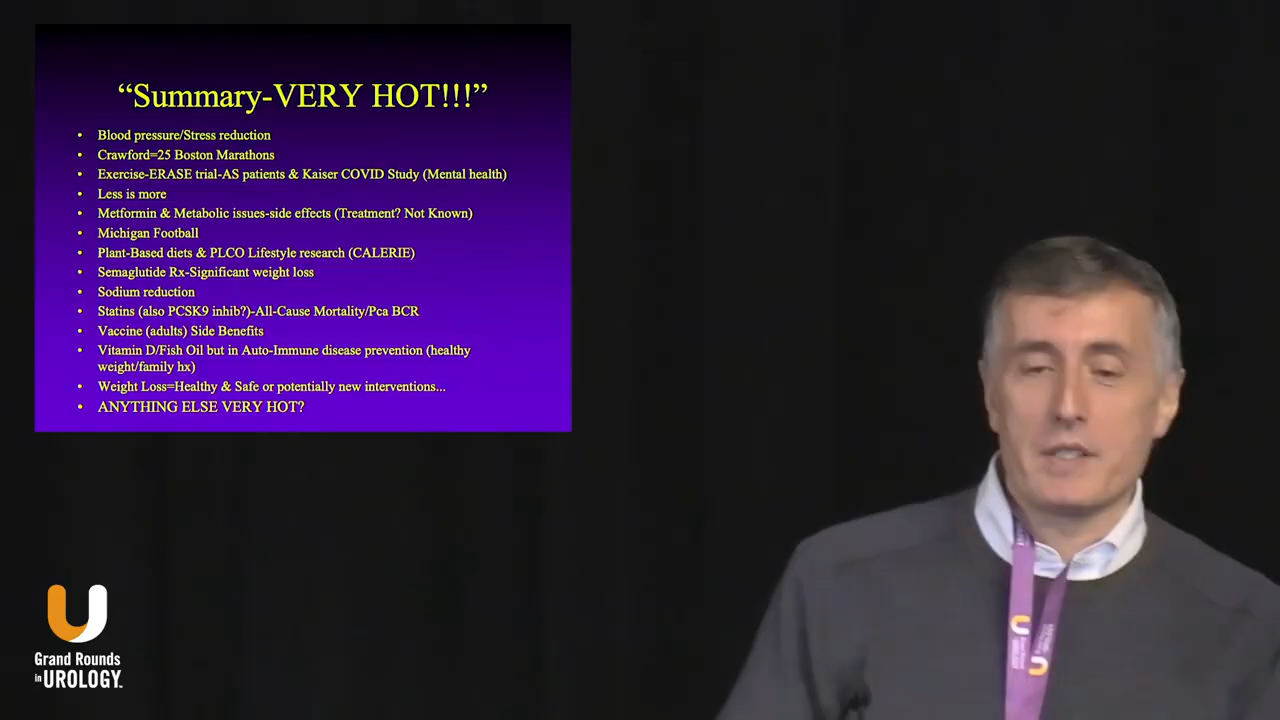 “Summary-VERY HOT!!!”
• Blood pressure/Stress reduction
• Crawford=25 Boston Marathons
• Exercise-ERASE trial-AS patients & Kaiser COVID Study (Mental health)
• Less is more
• Metformin & Metabolic issues-side effects (Treatment? Not Known)
• Michigan Football
• Plant-Based diets & PLCO Lifestyle research (CALERIE)
• Semaglutide Rx-Significant weight loss
• Sodium reduction
• Statins (also PCSK9 inhib?)-All-Cause Mortality/Pca BCR
• Vaccine (adults) Side Benefits
• Vitamin D/Fish Oil but in Auto-Immune disease prevention (healthy
weight/family hx)
• Weight Loss=Healthy & Safe or potentially new interventions...
• ANYTHING ELSE VERY HOT?
Grand Rounds
in UROLOGY™